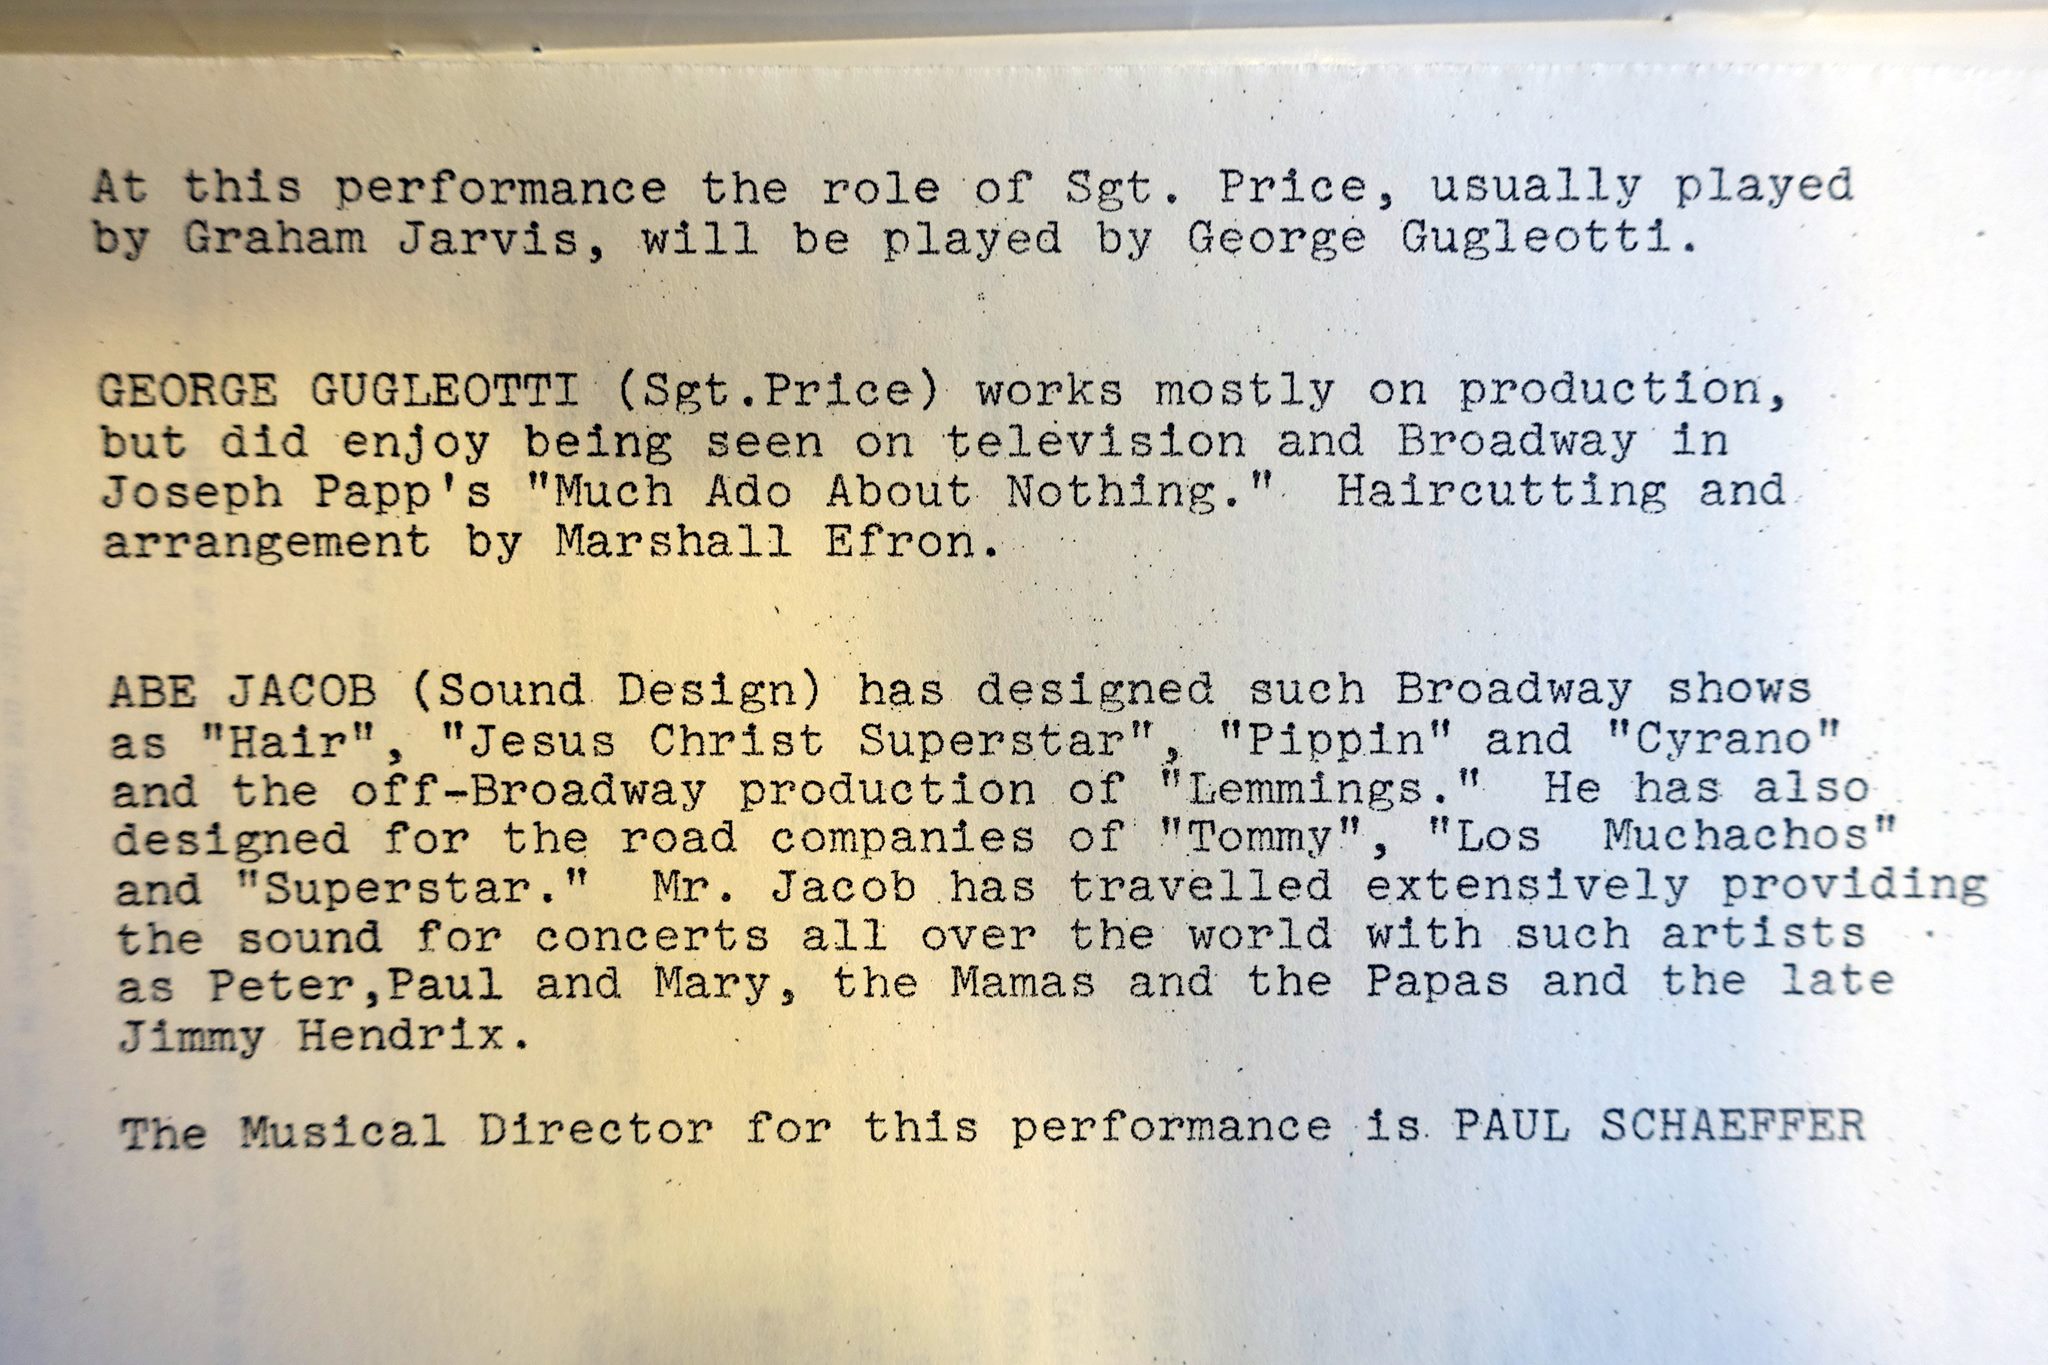 At this performance the role of Sgt. Price, usually played
by Graham Jarvis, will be played by George Gugleotti.
GEORGE GUGLEOTTI (Sgt.Price) works mostly on production,
but did enjoy being seen on television and Broadway in
Joseph Papp's "Much Ado About Nothing." Haircutting and
arrangement by Marshall Efron.
ABE JACOB (Sound Design) has designed such Broadway shows
as "Hair", "Jesus Christ Superstar", "Pippin" and "Cyrano"
and the off-Broadway production of "Lemmings." He has also
designed for the road companies of "Tommy", "Los Muchachos"
and "Superstar." Mr. Jacob has travelled extensively providing
the sound for concerts all over the world with such artists
as Peter,Paul and Mary, the Mamas and the Papas and the late
Jimmy Hendrix.
The Musical Director for this performance is PAUL SCHAEFFER